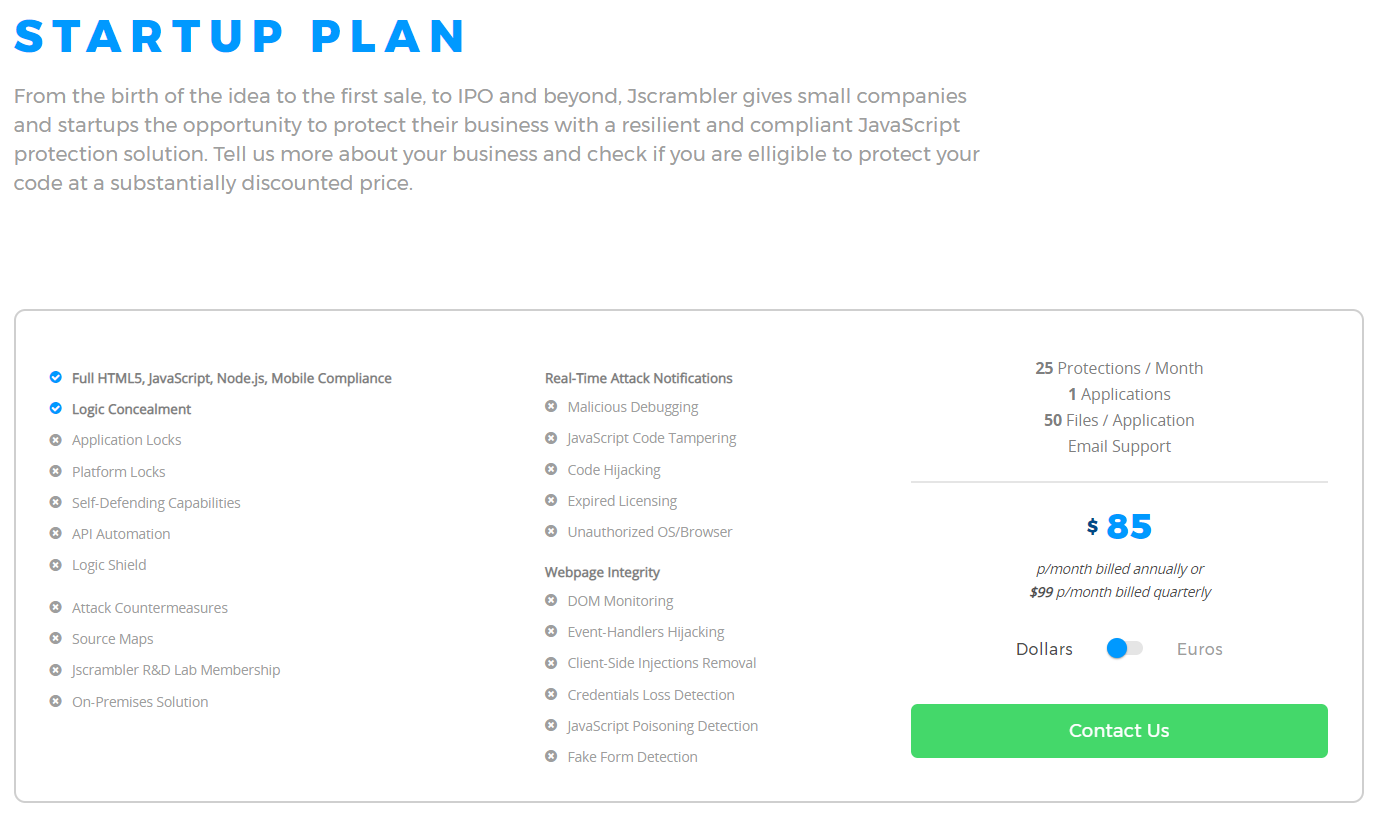 STARTUP PLAN
From the birth of the idea to the first sale, to IPO and beyond, Jscrambler gives small companies
and startups the opportunity to protect their business with a resilient and compliant JavaScript
protection solution. Tell us more about your business and check if you are elligible to protect your
code at a substantially discounted price.
Full HTML5, JavaScript, Node.js, Mobile Compliance
Logic Concealment
Application Locks
Platform Locks
Self-Defending Capabilities
API Automation
Logic Shield
Attack Countermeasures
Source Maps
Jscrambler R&D Lab Membership
On-Premises Solution
Real-Time Attack Notifications
Malicious Debugging
JavaScript Code Tampering
Code Hijacking
Expired Licensing
Unauthorized OS/Browser
Webpage Integrity
DOM Monitoring
Event-Handlers Hijacking
Client-Side Injections Removal
Credentials Loss Detection
JavaScript Poisoning Detection
Fake Form Detection
25 Protections / Month
1 Applications
50 Files / Application
Email Support
$ 85
p/month billed annually or
$99 p/month billed quarterly
Dollars Euros
Contact Us